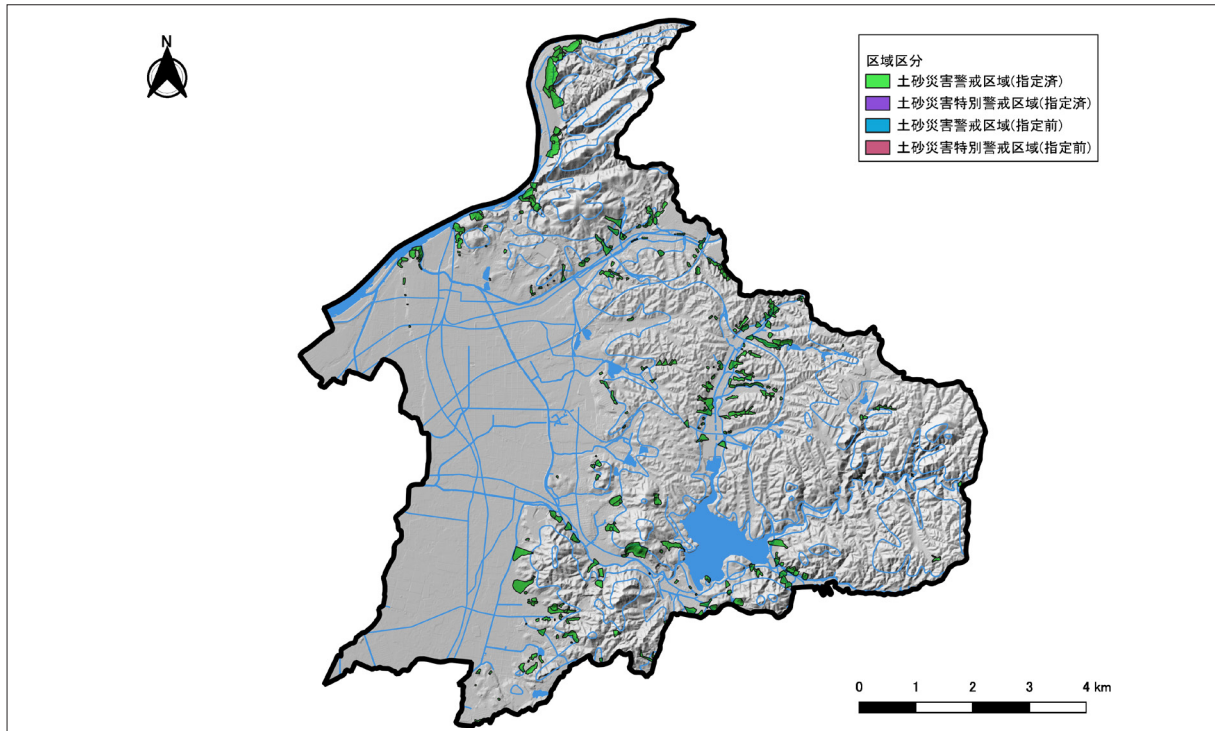 N
区域区分
土砂災害警戒区域(指定済)
土砂災害特別警戒区域(指定済)
土砂災害警戒区域(指定前)
土砂災害特別警戒区域(指定前)
0 1 2 3 4 km